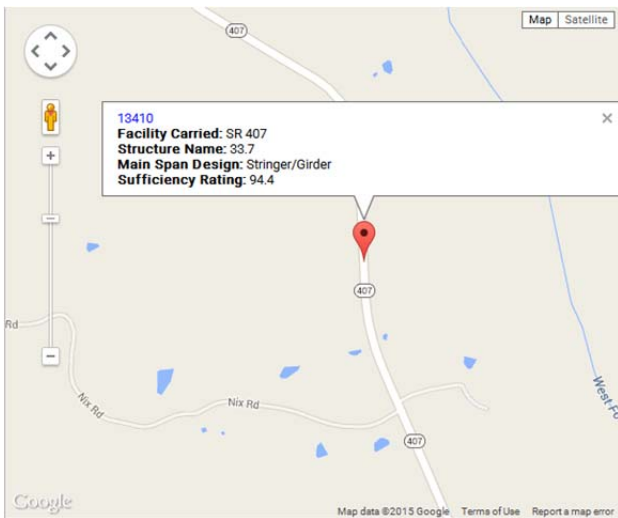 Map Satellite
407
13410
Facility Carried: SR 407
Structure Name: 33.7
Main Span Design: Stringer/Girder
Sufficiency Rating: 94.4
407
Rd
Nix Rd
Nix Rd
West Fo
407
Google
Map data ©2015 Google Terms of Use Report a map error